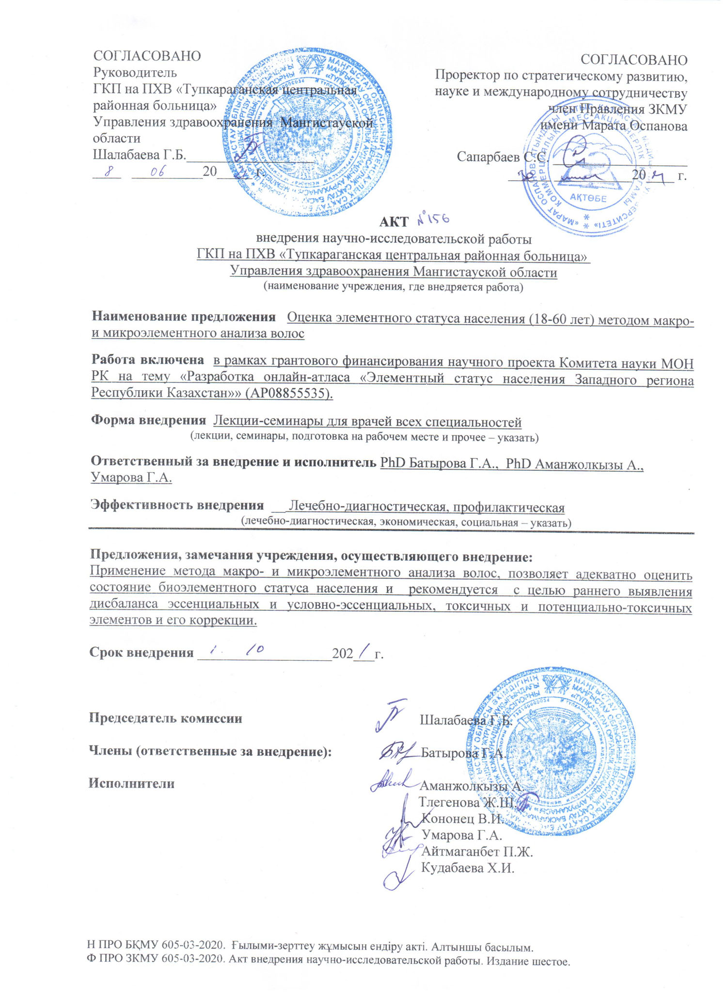 СОГЛАСОВАНО
Руководитель
ГКП на ПХВ «Тупкараганская центральная
районная больница»
Управления здравоохранения Мангистауской
области
Шалабаева Г.Б.___________________
8 06 20 21 г.
СОГЛАСОВАНО
Проректор по стратегическому развитию,
науке и международному сотрудничеству
член Правления ЗКМУ
имени Марата Оспанова
Сапарбаев С.С. ____________________
30 20 г.
АҚТӨБЕ
АКТ №156
внедрения научно-исследовательской работы
ГКП на ПХВ «Тупкараганская центральная районная больница»
Управления здравоохранения Мангистауской области
(наименование учреждения, где внедряется работа)
Наименование предложения Оценка элементного статуса населения (18-60 лет) методом макро-
и микроэлементного анализа волос
Работа включена в рамках грантового финансирования научного проекта Комитета науки МОН
РК на тему «Разработка онлайн-атласа «Элементный статус населения Западного региона
Республики Казахстан»» (АР08855535).
Форма внедрения Лекции-семинары для врачей всех специальностей
(лекции, семинары, подготовка на рабочем месте и прочее – указать)
Ответственный за внедрение и исполнитель PhD Батырова Г.А., PhD Аманжолкызы А.,
Умарова Г.А.
Эффективность внедрения __ Лечебно-диагностическая, профилактическая
(лечебно-диагностическая, экономическая, социальная – указать)
Предложения, замечания учреждения, осуществляющего внедрение:
Применение метода макро- и микроэлементного анализа волос, позволяет адекватно оценить
состояние биоэлементного статуса населения и рекомендуется с целью раннего выявления
дисбаланса эссенциальных и условно-эссенциальных, токсичных и потенциально-токсичных
элементов и его коррекции.
Срок внедрения 1. 10 2021 г.
Председатель комиссии Шалабаева Г.Б.
Члены (ответственные за внедрение): Батырова Г.А.
Исполнители Аманжолкызы А.
Тлегенова Ж.Ш.
Кононец В.И.
Умарова Г.А.
Айтмаганбет П.Ж.
Кудабаева Х.И.
Н ПРО БҚМУ 605-03-2020. Ғылыми-зерттеу жұмысын ендіру акті. Алтыншы басылым.
Ф ПРО ЗКМУ 605-03-2020. Акт внедрения научно-исследовательской работы. Издание шестое.